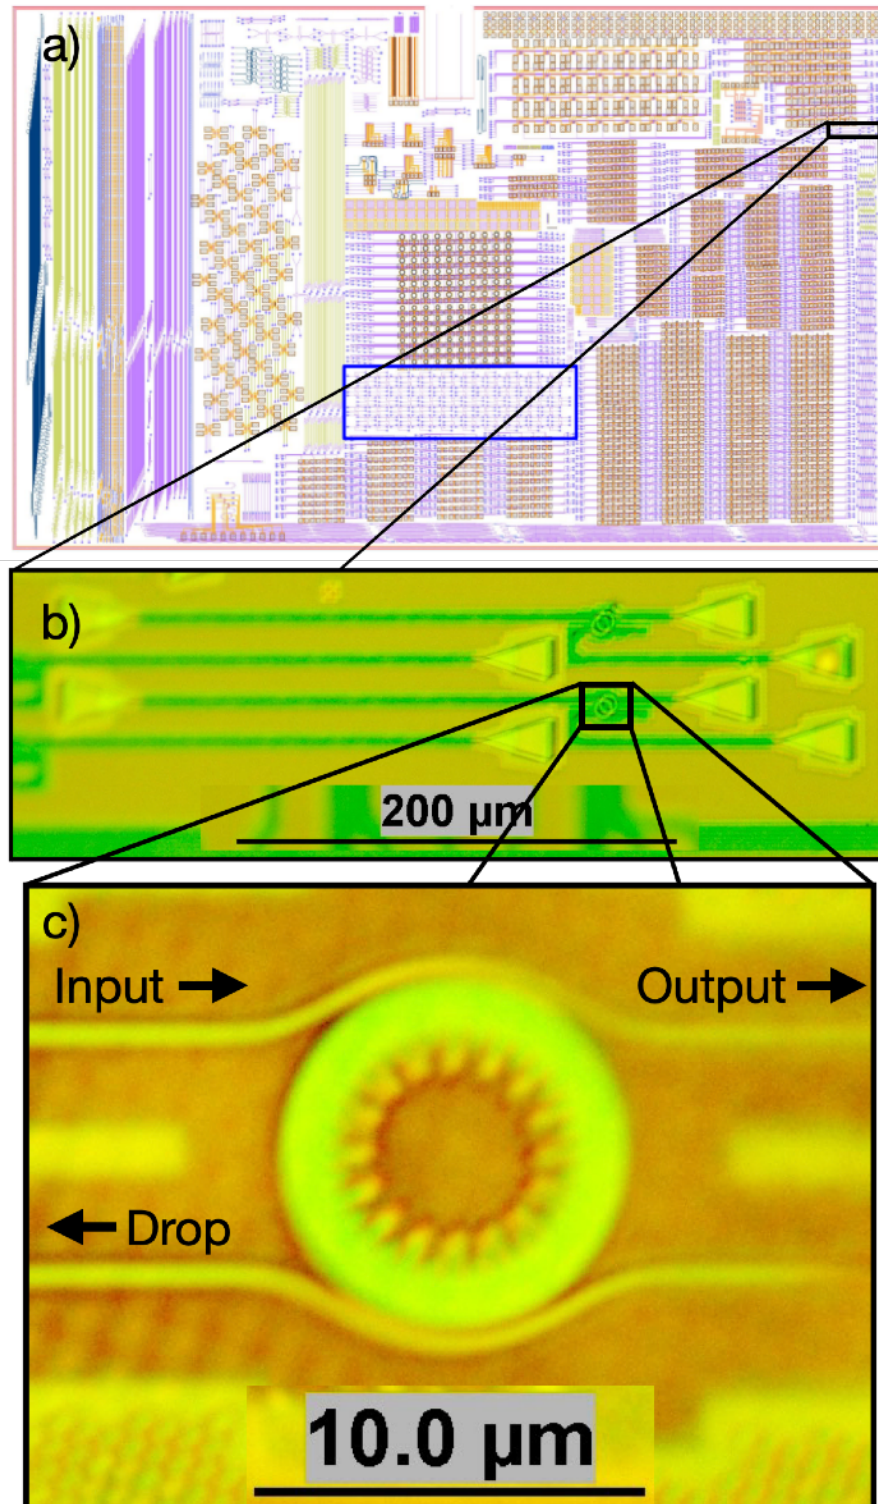 a)
b)
200 μm
c)
Input → Output →
← Drop
10.0 μm